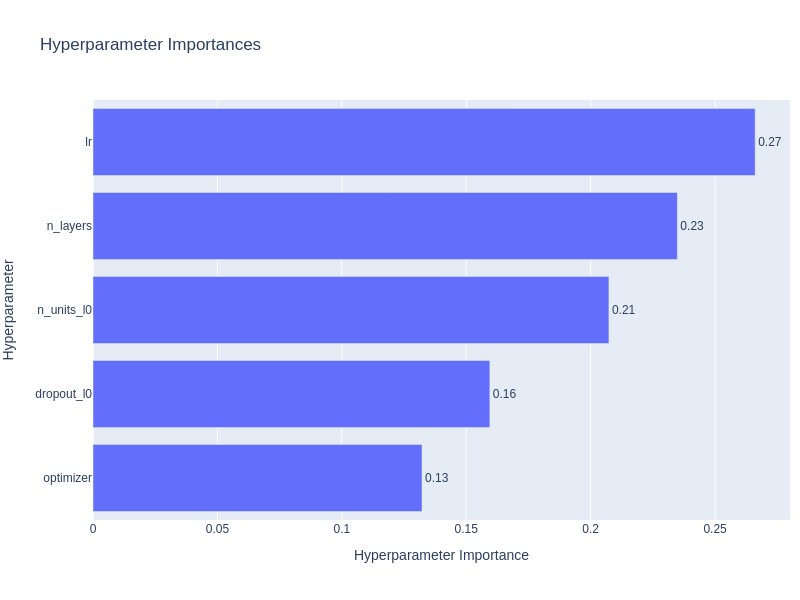 Hyperparameter Importances
lr
0.27
n_layers
0.23
n_units_l0
0.21
dropout_l0
0.16
optimizer
0.13
0
0.05
0.1
0.15
0.2
0.25
Hyperparameter Importance
Hyperparameter